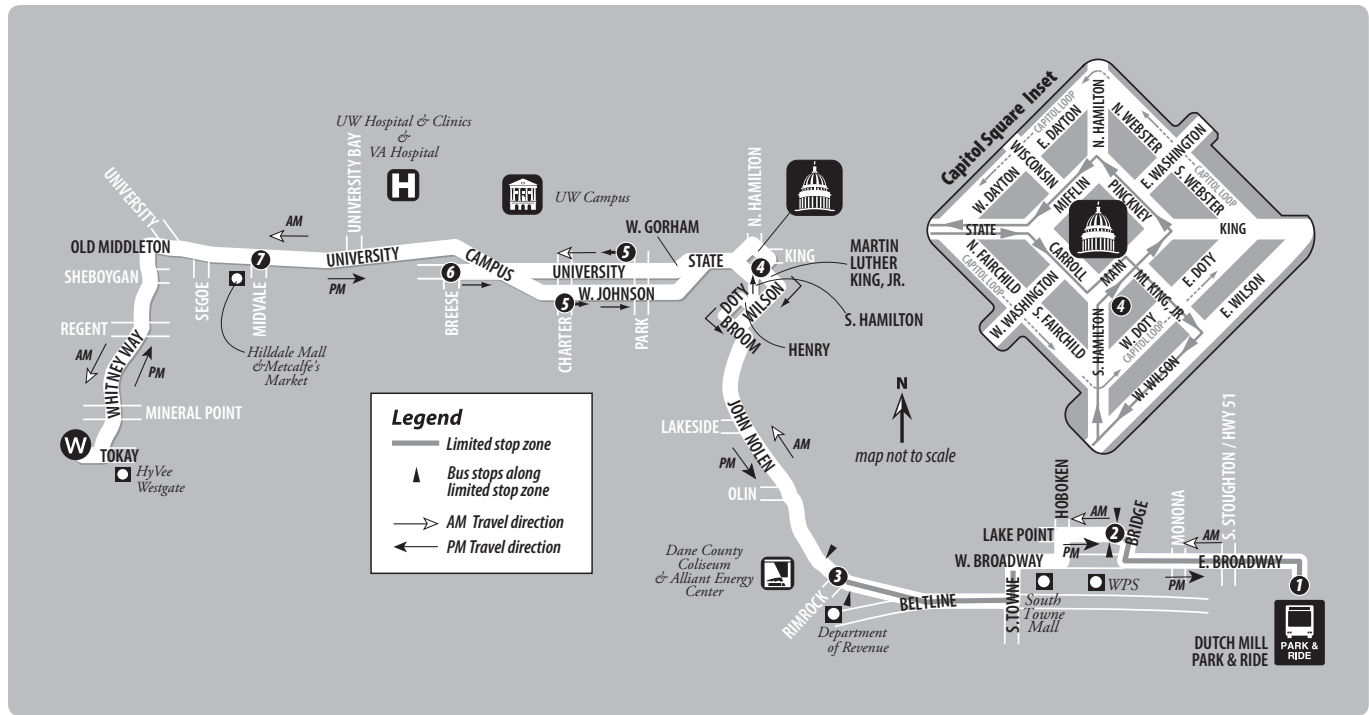 UW Hospital & Clinics
&
VA Hospital
H
UW Campus
UNIVERSITY
AM
UNIVERSITY BAY
OLD MIDDLETON
SHEBOYGAN
SEGOE
7
MIDVALE
UNIVERSITY
PM
Hilldale Mall
&Metcalfe's
Market
REGENT
AM
PM
WHITNEY WAY
MINERAL POINT
W
TOKAY
HyVee
Westgate
6
BREESE
CAMPUS
5
UNIVERSITY
5
W. JOHNSON
CHARTER
PARK
W. GORHAM
STATE
N. HAMILTON
4
KING
MARTIN
LUTHER
KING, JR.
DOTY
WILSON
BROOM
S. HAMILTON
HENRY
LAKESIDE
JOHN NOLEN
AM
PM
OLIN
N
map not to scale
Legend
Limited stop zone
Bus stops along
limited stop zone
AM Travel direction
PM Travel direction
Dane County
Coliseum
& Alliant Energy
Center
3
RIMROCK
Department
of Revenue
BELTLINE
S. TOWNE
W. BROADWAY
LAKE POINT
HOBOKEN
AM
PM
2
BRIDGE
South
Towne
Mall
WPS
MONONA
AM
PM
S. STOUGHTON / HWY 51
E. BROADWAY
1
DUTCH MILL
PARK & RIDE
PARK &
RIDE
Capitol Square Inset
CAPITOL LOOP
E. DAYTON
N. HAMILTON
N. WEBSTER
WISCONSIN
W. DAYTON
MIFFLIN
PINCKNEY
E. WASHINGTON
S. WEBSTER
CAPITOL LOOP
STATE
KING
N. FAIRCHILD
CAPITOL LOOP
CARROLL
MAIN
ML KING, JR.
E. DOTY
E. WILSON
W. WASHINGTON
S. FAIRCHILD
4
S. HAMILTON
W. DOTY
CAPITOL LOOP
W. WILSON